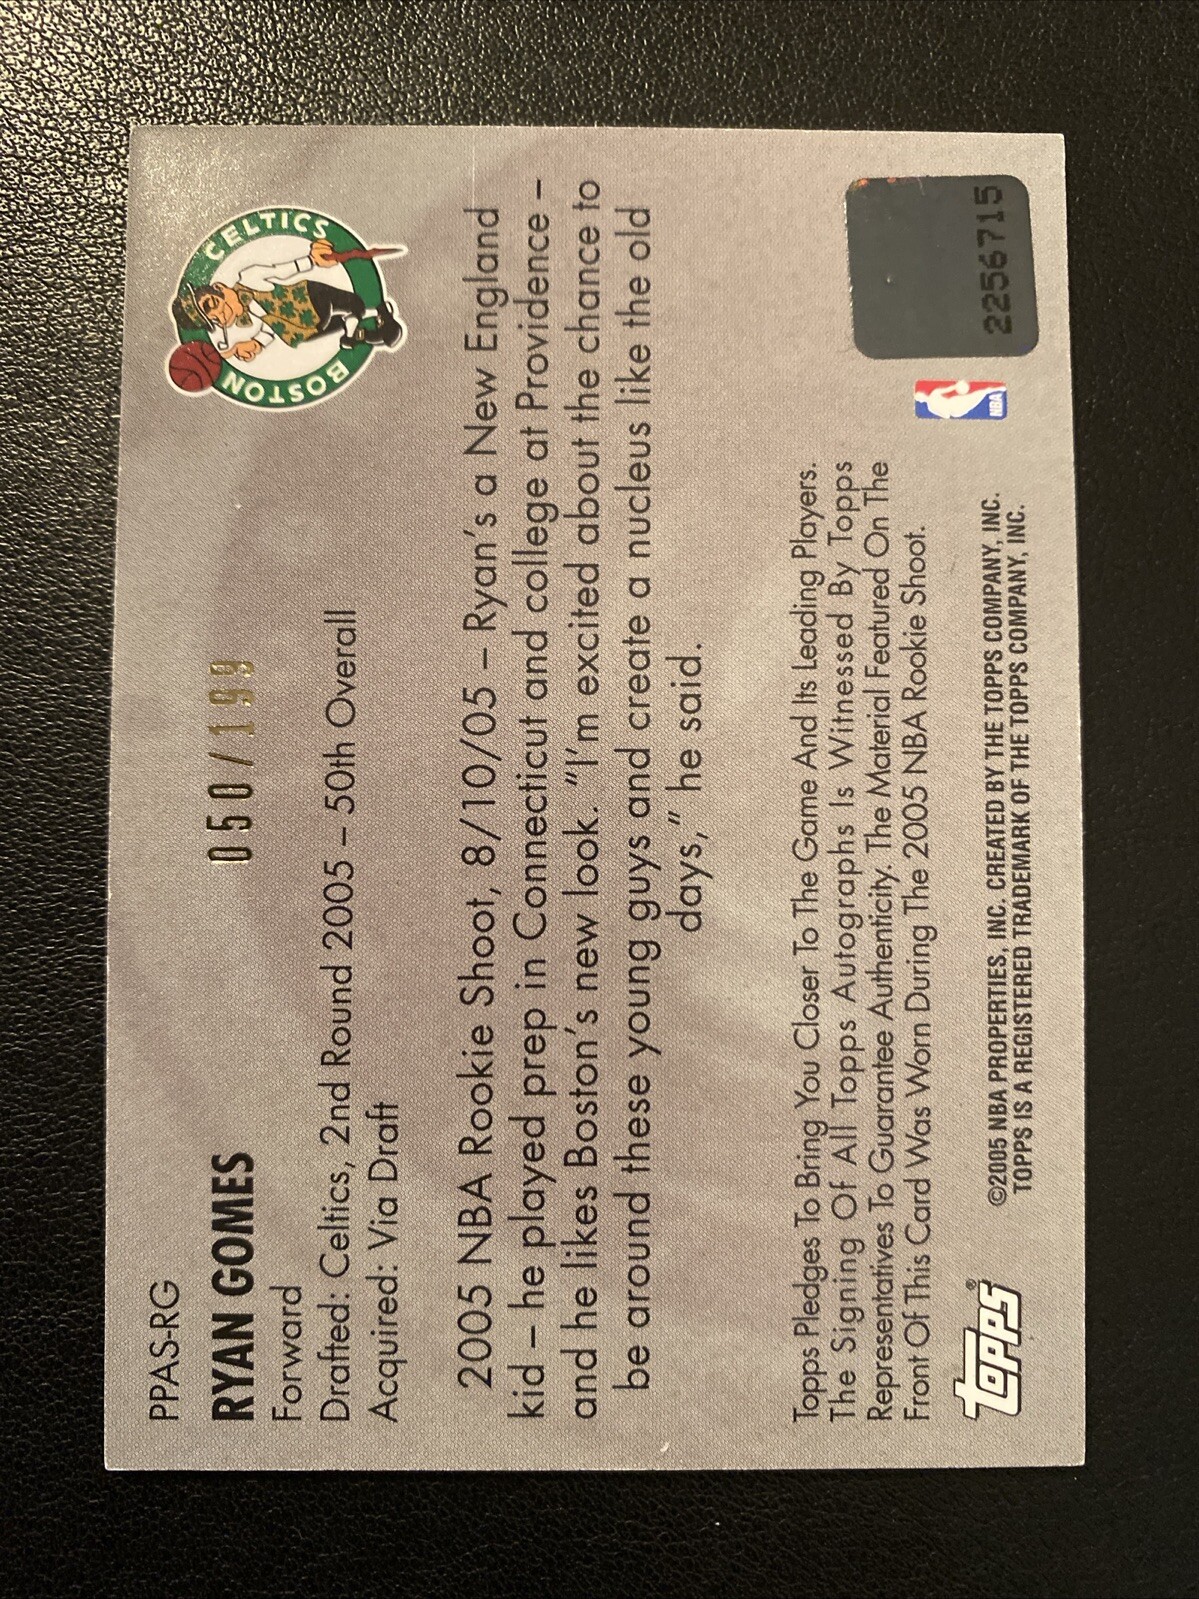 PPAS-RG
RYAN GOMES
050/199
Forward
Drafted: Celtics, 2nd Round 2005 – 50th Overall
Acquired: Via Draft
BOSTON CELTICS
2005 NBA Rookie Shoot, 8/10/05 – Ryan's a New England
kid – he played prep in Connecticut and college at Providence –
and he likes Boston's new look. "I'm excited about the chance to
be around these young guys and create a nucleus like the old
days," he said.
Topps Pledges To Bring You Closer To The Game And Its Leading Players.
The Signing Of All Topps Autographs Is Witnessed By Topps
Representatives To Guarantee Authenticity. The Material Featured On The
Front Of This Card Was Worn During The 2005 NBA Rookie Shoot.
topps®
©2005 NBA PROPERTIES, INC. CREATED BY THE TOPPS COMPANY, INC.
TOPPS IS A REGISTERED TRADEMARK OF THE TOPPS COMPANY, INC.
NBA
2256715